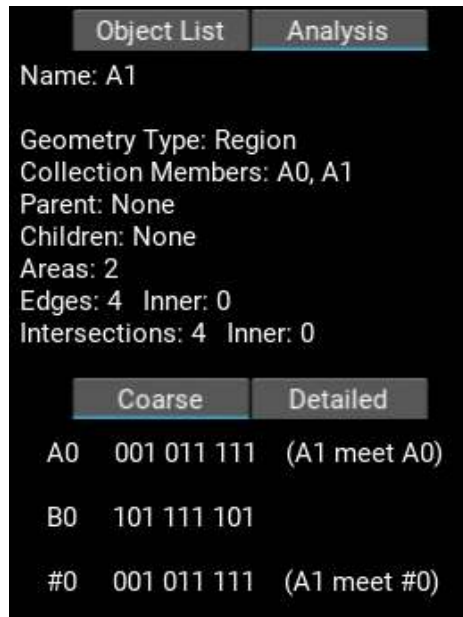 Object List Analysis
Name: A1
Geometry Type: Region
Collection Members: A0, A1
Parent: None
Children: None
Areas: 2
Edges: 4 Inner: 0
Intersections: 4 Inner: 0
Coarse Detailed
A0 001 011 111 (A1 meet A0)
B0 101 111 101
#0 001 011 111 (A1 meet #0)